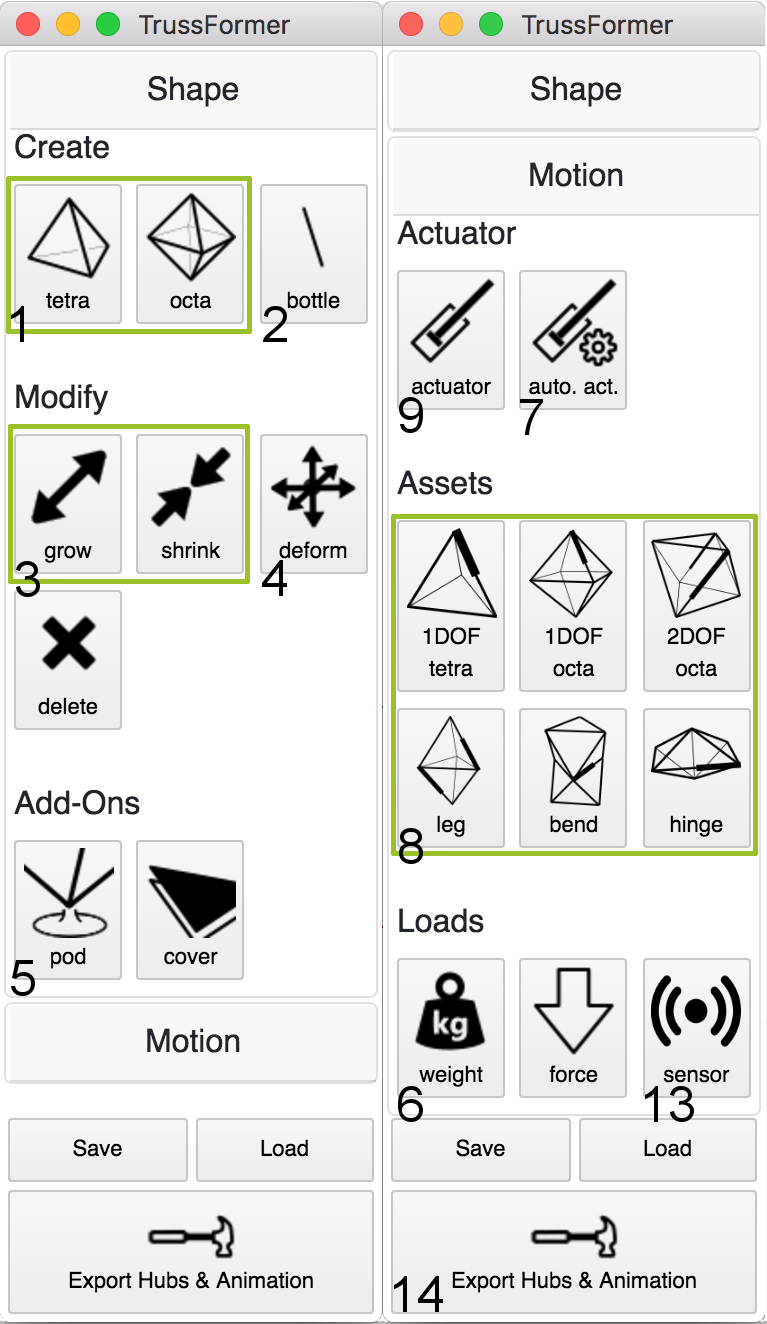 TrussFormer
Shape
Create
tetra
octa
bottle
1
2
Modify
grow
shrink
deform
3
4
delete
Add-Ons
pod
cover
5
Motion
Save
Load
Export Hubs & Animation
TrussFormer
Shape
Motion
Actuator
actuator
auto. act.
9
7
Assets
1DOF
tetra
1DOF
octa
2DOF
octa
leg
bend
hinge
8
Loads
kg
weight
force
sensor
6
13
Save
Load
Export Hubs & Animation
14